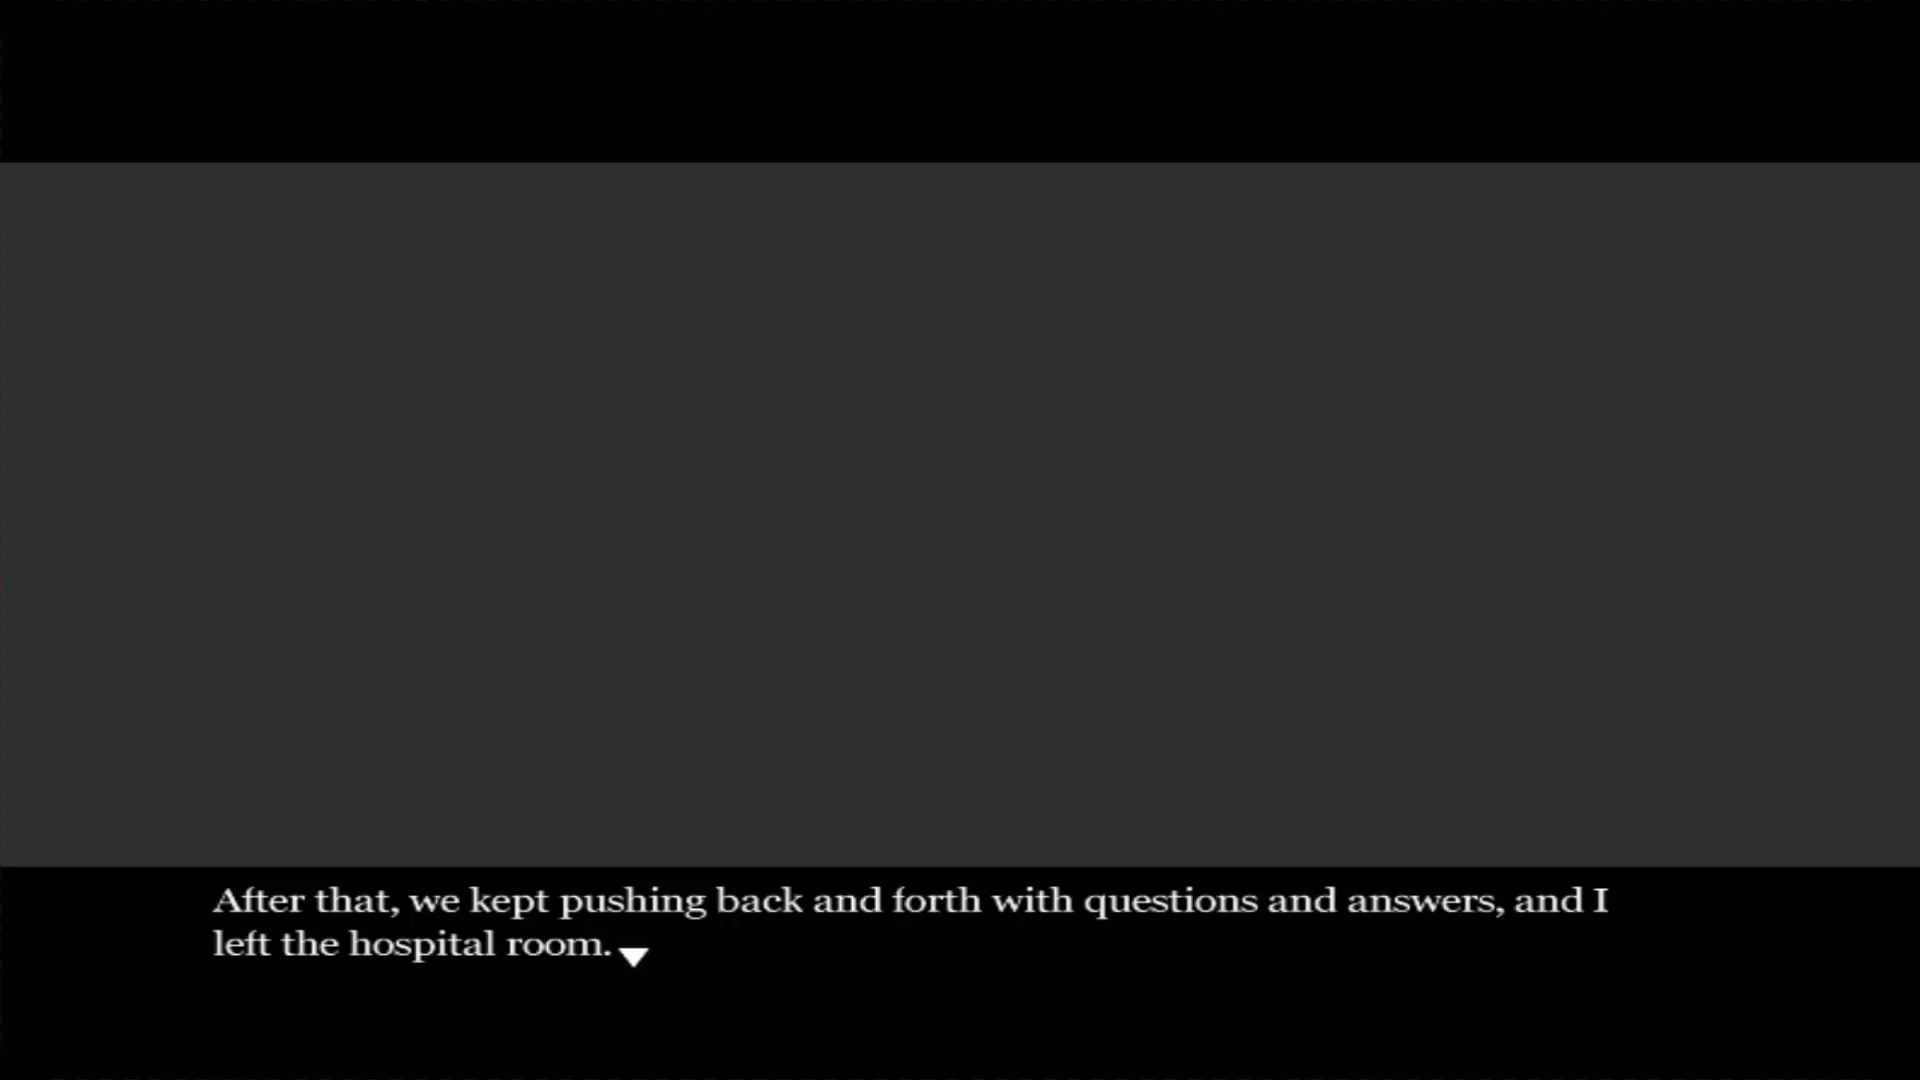 After that, we kept pushing back and forth with questions and answers, and I
left the hospital room.